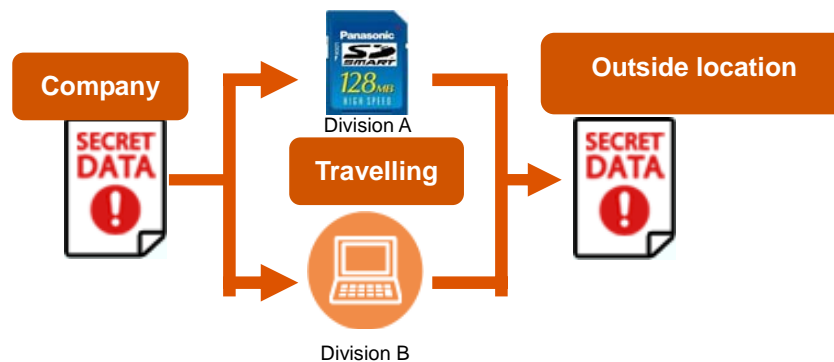 Company
SECRET
DATA
Panasonic
SD
SMART
128MB
HIGH SPEED
Division A
Travelling
Division B
Outside location
SECRET
DATA